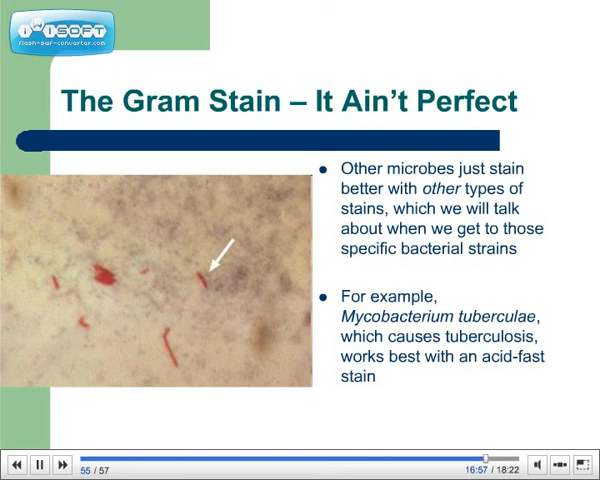 iWiSOFT
flash-swf-converter.com
The Gram Stain – It Ain't Perfect
Other microbes just stain
better with other types of
stains, which we will talk
about when we get to those
specific bacterial strains
For example,
Mycobacterium tuberculae,
which causes tuberculosis,
works best with an acid-fast
stain
55 / 57
16:57 / 18:22